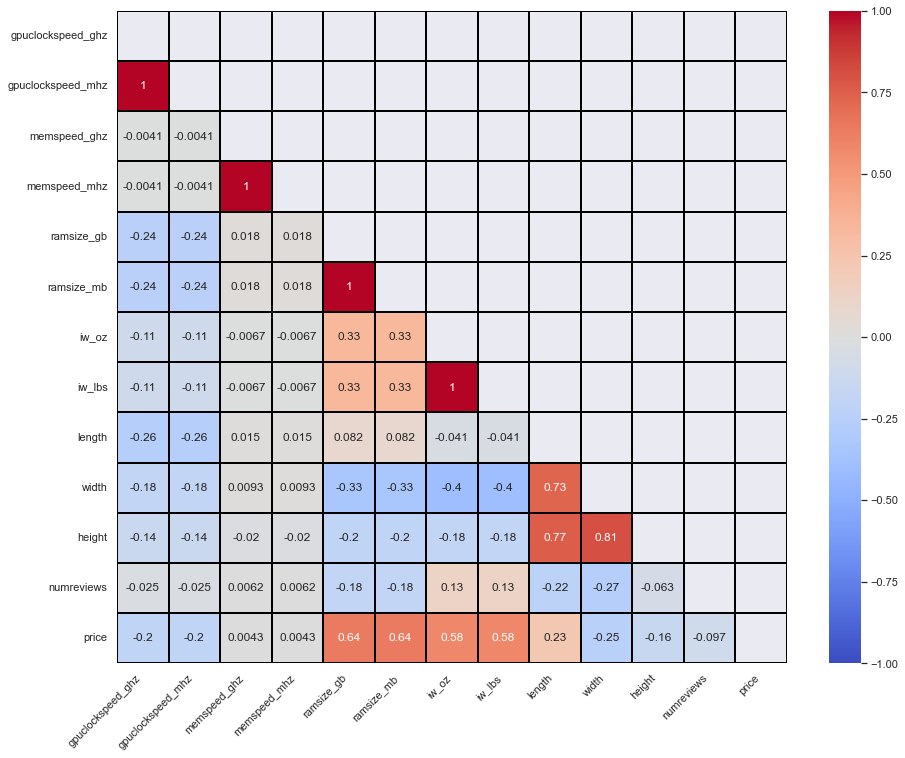 gpuclockspeed_ghz
gpuclockspeed_mhz 1
memspeed_ghz -0.0041 -0.0041
memspeed_mhz -0.0041 -0.0041 1
ramsize_gb -0.24 -0.24 0.018 0.018
ramsize_mb -0.24 -0.24 0.018 0.018 1
iw_oz -0.11 -0.11 -0.0067 -0.0067 0.33 0.33
iw_lbs -0.11 -0.11 -0.0067 -0.0067 0.33 0.33 1
length -0.26 -0.26 0.015 0.015 0.082 0.082 -0.041 -0.041
width -0.18 -0.18 0.0093 0.0093 -0.33 -0.33 -0.4 -0.4 0.73
height -0.14 -0.14 -0.02 -0.02 -0.2 -0.2 -0.18 -0.18 0.77 0.81
numreviews -0.025 -0.025 0.0062 0.0062 -0.18 -0.18 0.13 0.13 -0.22 -0.27 -0.063
price -0.2 -0.2 0.0043 0.0043 0.64 0.64 0.58 0.58 0.23 -0.25 -0.16 -0.097
gpuclockspeed_ghz gpuclockspeed_mhz memspeed_ghz memspeed_mhz ramsize_gb ramsize_mb iw_oz iw_lbs length width height numreviews price
1.00
0.75
0.50
0.25
0.00
-0.25
-0.50
-0.75
-1.00